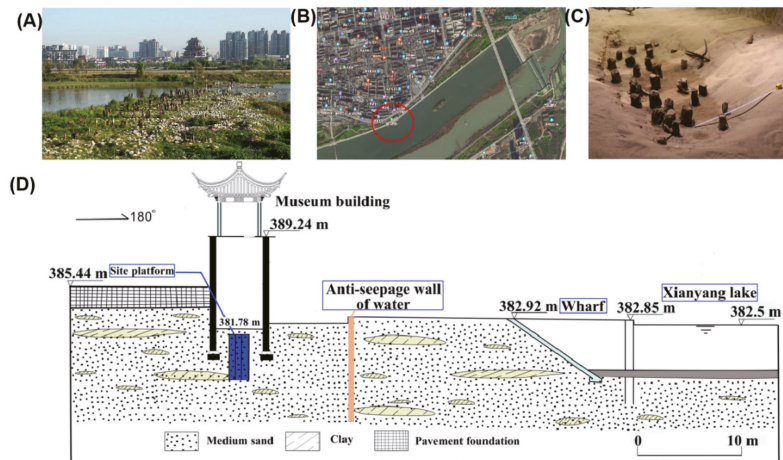 (A)
(B)
(C)
(D)
Museum building
180°
389.24 m
Site platform
385.44 m
381.78 m
Anti-seepage wall
of water
382.92 m
Wharf
382.85 m
Xianyang lake
382.5 m
Medium sand
Clay
Pavement foundation
0
10 m